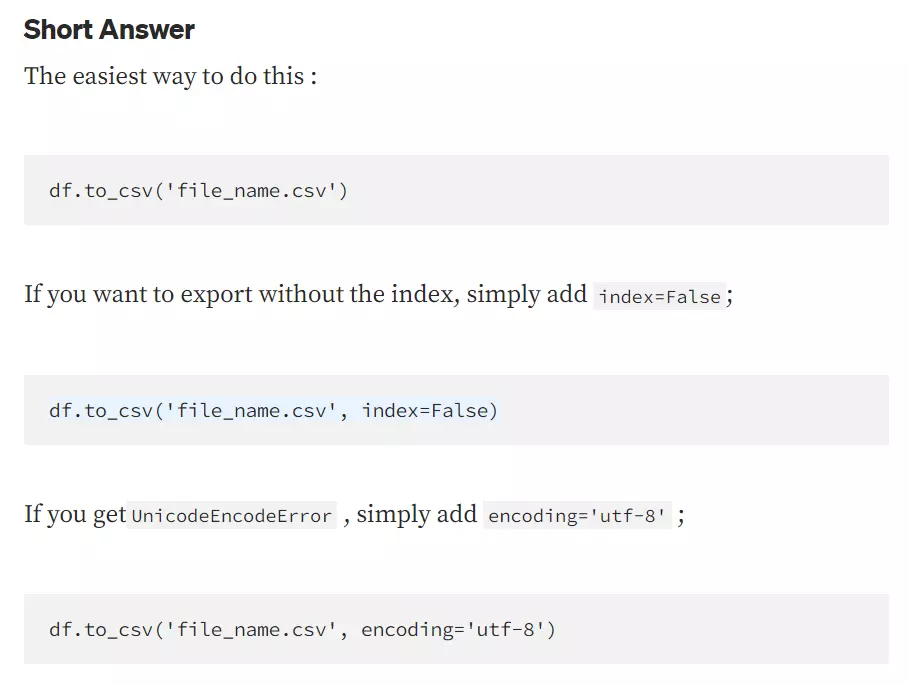 Short Answer
The easiest way to do this :
df.to_csv('file_name.csv')
If you want to export without the index, simply add index=False;
df.to_csv('file_name.csv', index=False)
If you get UnicodeEncodeError , simply add encoding='utf-8' ;
df.to_csv('file_name.csv', encoding='utf-8')